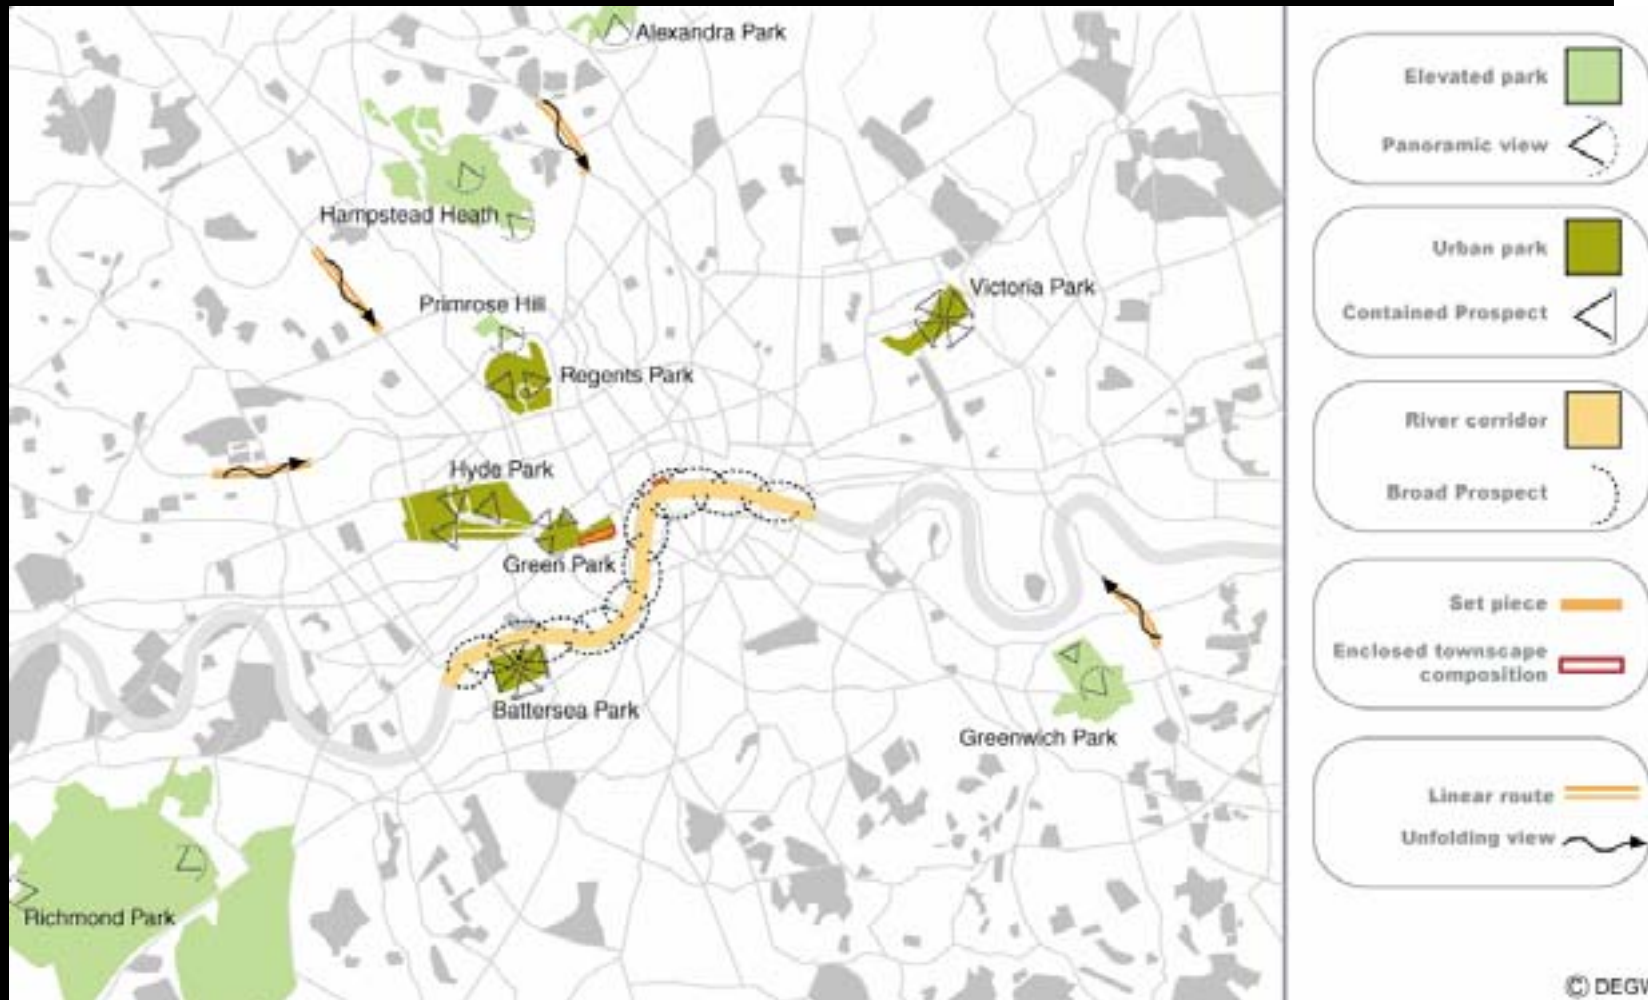 Alexandra Park
Hampstead Heath
Primrose Hill
Victoria Park
Regents Park
Hyde Park
Green Park
Battersea Park
Greenwich Park
Richmond Park
Elevated park
Panoramic view
Urban park
Contained Prospect
River corridor
Broad Prospect
Set piece
Enclosed townscape
composition
Linear route
Unfolding view
© DEGW